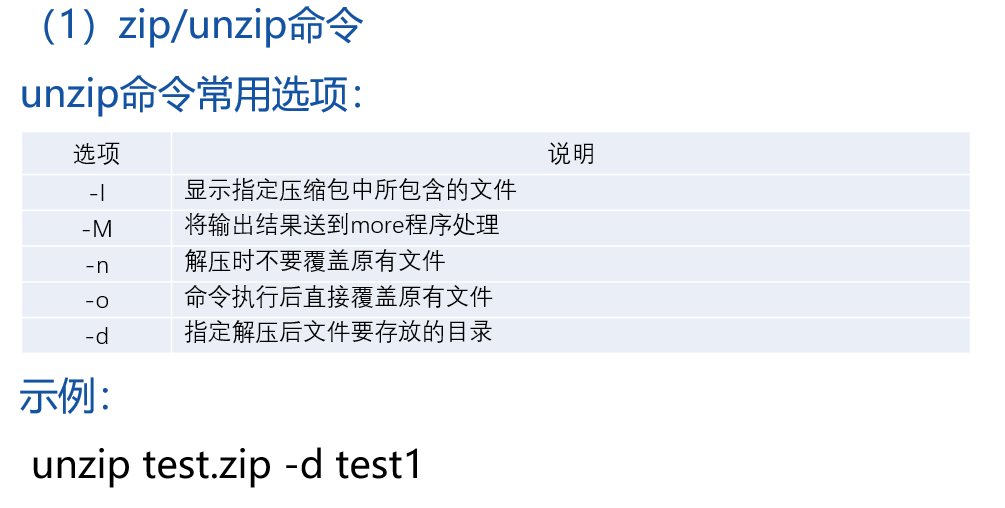 （1）zip/unzip命令
unzip命令常用选项：
选项 说明
-l 显示指定压缩包中所包含的文件
-M 将输出结果送到more程序处理
-n 解压时不要覆盖原有文件
-o 命令执行后直接覆盖原有文件
-d 指定解压后文件要存放的目录
示例：
unzip test.zip -d test1